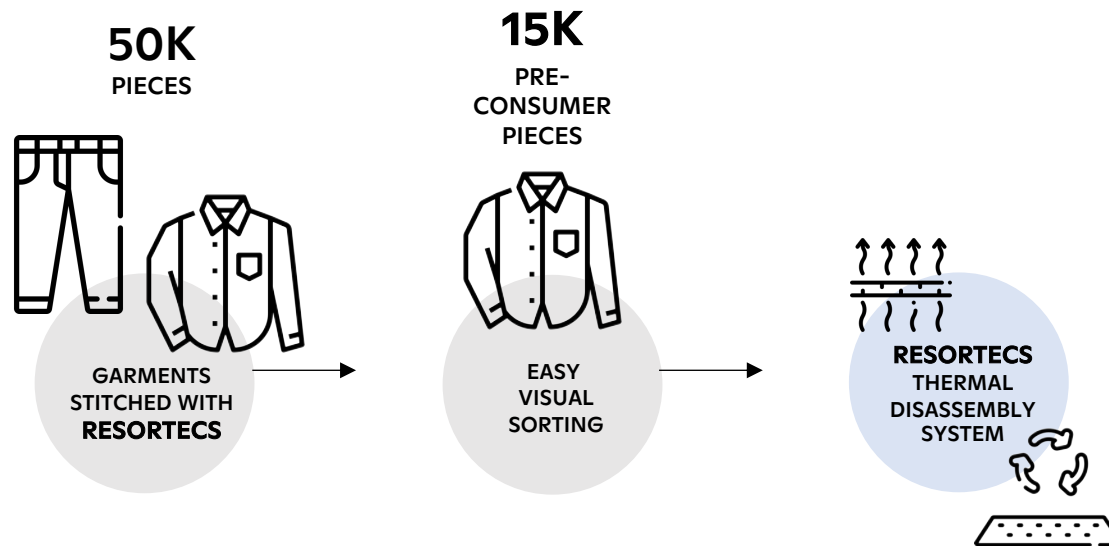 50K
PIECES
15K
PRE-
CONSUMER
PIECES
GARMENTS
STITCHED WITH
RESORTECS
EASY
VISUAL
SORTING
RESORTECS
THERMAL
DISASSEMBLY
SYSTEM